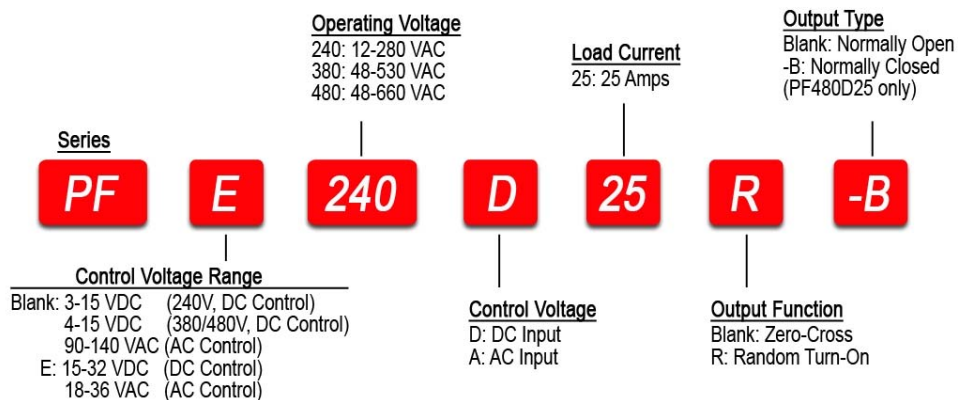 Operating Voltage
240: 12-280 VAC
380: 48-530 VAC
480: 48-660 VAC
Load Current
25: 25 Amps
Output Type
Blank: Normally Open
-B: Normally Closed
(PF480D25 only)
Series
PF E 240 D 25 R -B
Control Voltage Range
Blank: 3-15 VDC (240V, DC Control)
4-15 VDC (380/480V, DC Control)
90-140 VAC (AC Control)
E: 15-32 VDC (DC Control)
18-36 VAC (AC Control)
Control Voltage
D: DC Input
A: AC Input
Output Function
Blank: Zero-Cross
R: Random Turn-On